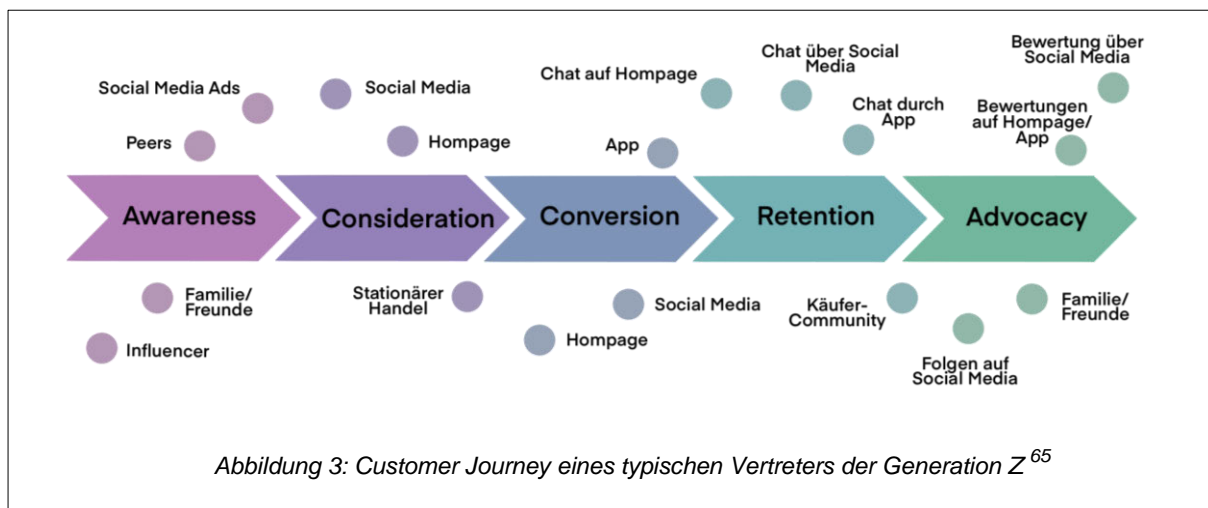 Social Media Ads
Peers
Social Media
Hompage
Chat auf Hompage
App
Chat über Social
Media
Chat durch
App
Bewertung über
Social Media
Bewertungen
auf Hompage/
App
Awareness
Consideration
Conversion
Retention
Advocacy
Familie/
Freunde
Influencer
Stationärer
Handel
Hompage
Social Media
Käufer-
Community
Folgen auf
Social Media
Familie/
Freunde
Abbildung 3: Customer Journey eines typischen Vertreters der Generation Z 65